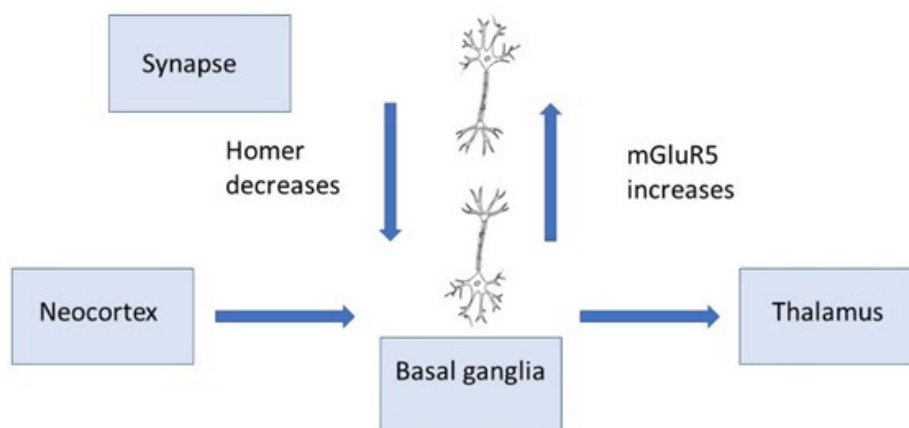 Synapse
Homer
decreases
mGluR5
increases
Neocortex
Basal ganglia
Thalamus